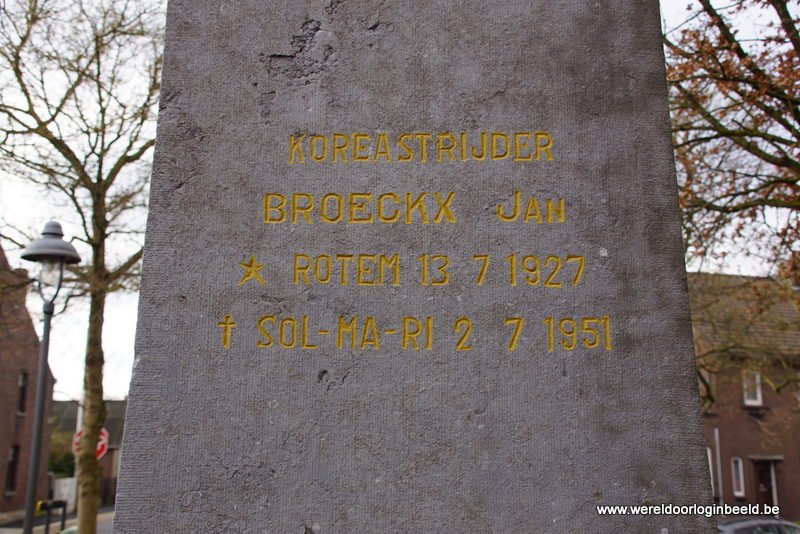 KOREASTRIJDER
BROECKX JAN
★ ROTEM 13 7 1927
† SOL-MA-RI 2 7 1951
www.wereldoorloginbeeld.be